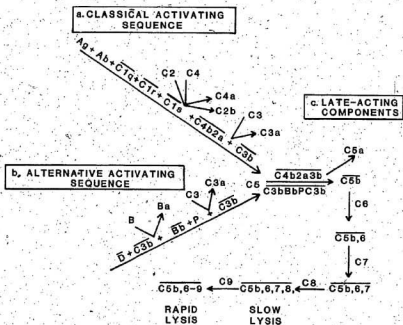 a. CLASSICAL ACTIVATING
SEQUENCE
Ag + Ab + C1q + C1r + C1s + C4b2a + C3b
C2 C4
C4a
C2b
C3
C3a
c. LATE-ACTING
COMPONENTS
b. ALTERNATIVE ACTIVATING
SEQUENCE
D + C3b + Bb + P + C3b
B
Ba
C3
C3a
C5
C4b2a3b
C3bBbPC3b
C5a
C5b
C6
C5b,6
C7
C5b,6,7
C8
C5b,6,7,8,
C9
C5b,6-9
RAPID
LYSIS
SLOW
LYSIS